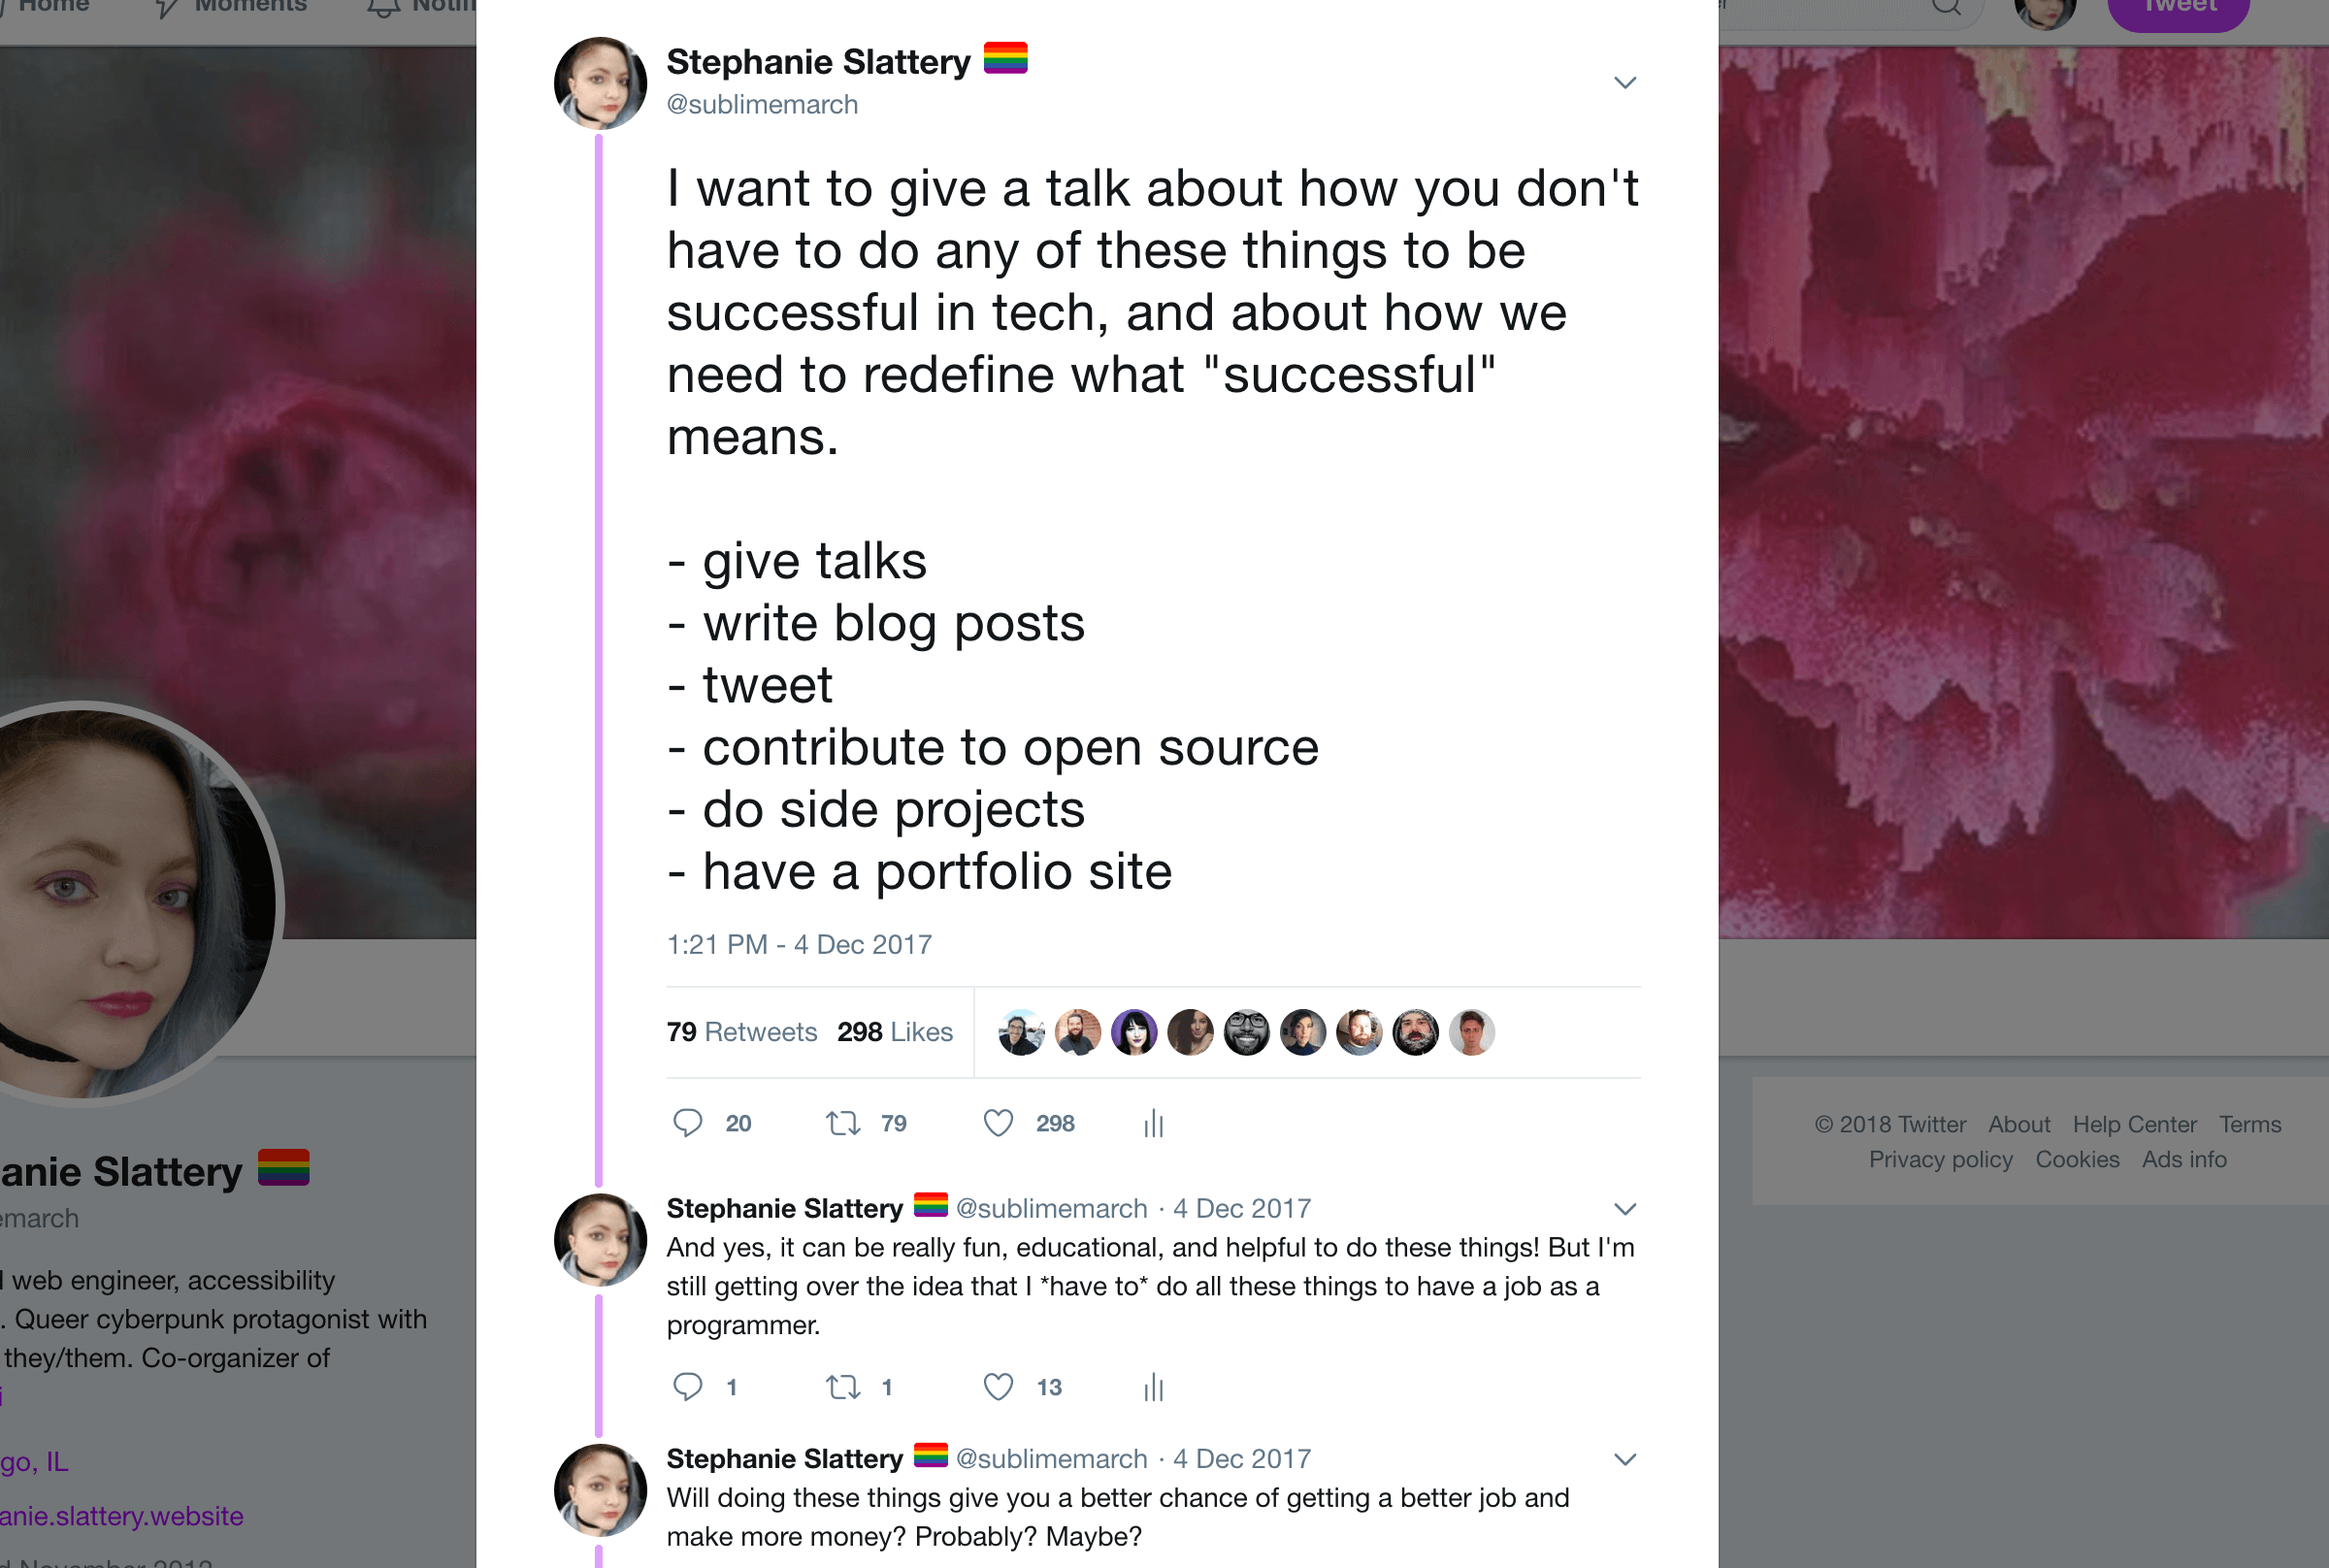 Home
Moments
Tweet
Stephanie Slattery
@sublimemarch
I want to give a talk about how you don't
have to do any of these things to be
successful in tech, and about how we
need to redefine what "successful"
means.
- give talks
- write blog posts
- tweet
- contribute to open source
- do side projects
- have a portfolio site
1:21 PM - 4 Dec 2017
79 Retweets 298 Likes
20 79 298
Stephanie Slattery @sublimemarch · 4 Dec 2017
And yes, it can be really fun, educational, and helpful to do these things! But I'm
still getting over the idea that I *have to* do all these things to have a job as a
programmer.
1 1 13
Stephanie Slattery @sublimemarch · 4 Dec 2017
Will doing these things give you a better chance of getting a better job and
make more money? Probably? Maybe?
anie Slattery
march
web engineer, accessibility
. Queer cyberpunk protagonist with
they/them. Co-organizer of
go, IL
anie.slattery.website
November 2012
© 2018 Twitter About Help Center Terms
Privacy policy Cookies Ads info